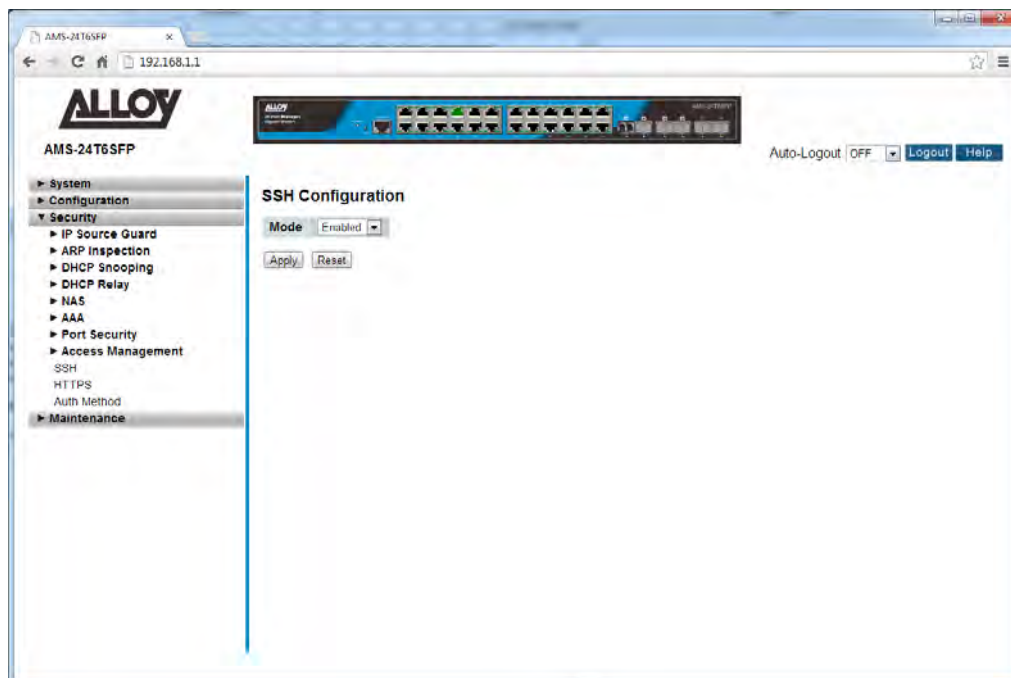 AMS-24T6SFP
192.168.1.1
ALLOY
ALLOY
AMS-24T6SFP
Auto-Logout OFF Logout Help
System
Configuration
Security
IP Source Guard
ARP Inspection
DHCP Snooping
DHCP Relay
NAS
AAA
Port Security
Access Management
SSH
HTTPS
Auth Method
Maintenance
SSH Configuration
Mode Enabled
Apply Reset